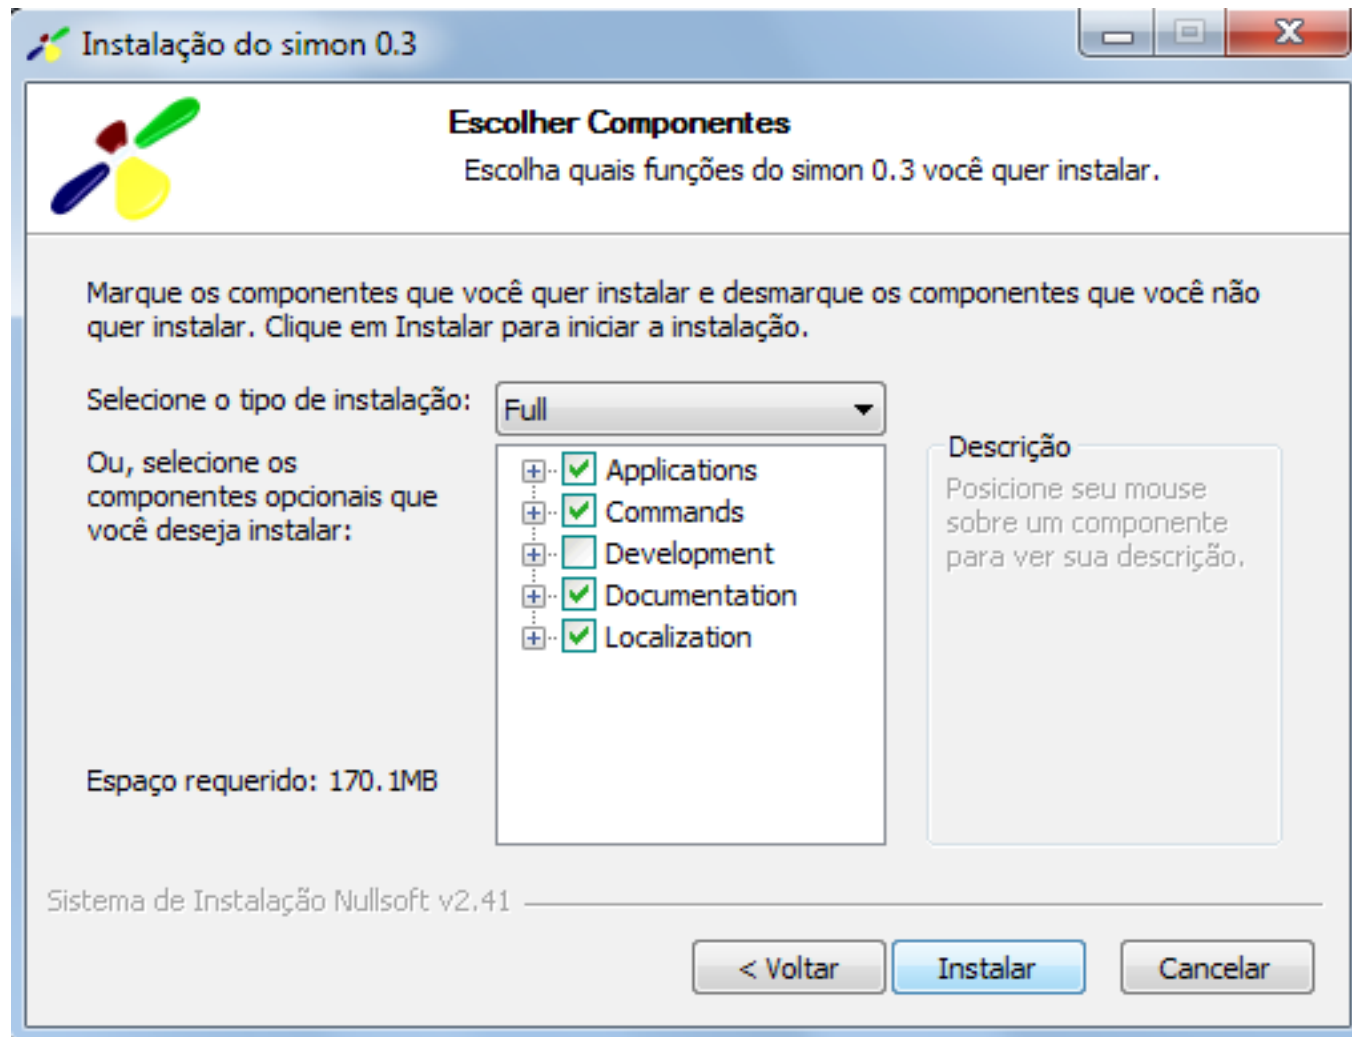 Instalação do simon 0.3
Escolher Componentes
Escolha quais funções do simon 0.3 você quer instalar.
Marque os componentes que você quer instalar e desmarque os componentes que você não
quer instalar. Clique em Instalar para iniciar a instalação.
Selecione o tipo de instalação:
Full
Ou, selecione os
componentes opcionais que
você deseja instalar:
Applications
Commands
Development
Documentation
Localization
Descrição
Posicione seu mouse
sobre um componente
para ver sua descrição.
Espaço requerido: 170.1MB
Sistema de Instalação Nullsoft v2.41
< Voltar
Instalar
Cancelar